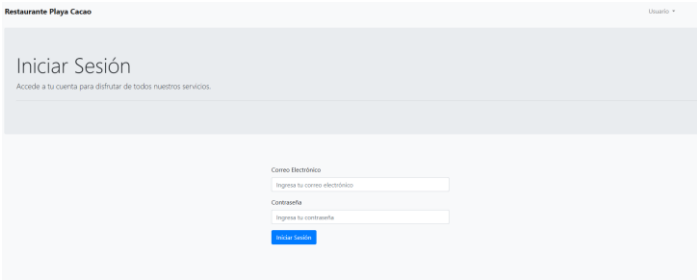 Restaurante Playa Cacao
Usuario
Iniciar Sesión
Accede a tu cuenta para disfrutar de todos nuestros servicios.
Correo Electrónico
Ingresa tu correo electrónico
Contraseña
Ingresa tu contraseña
Iniciar Sesión